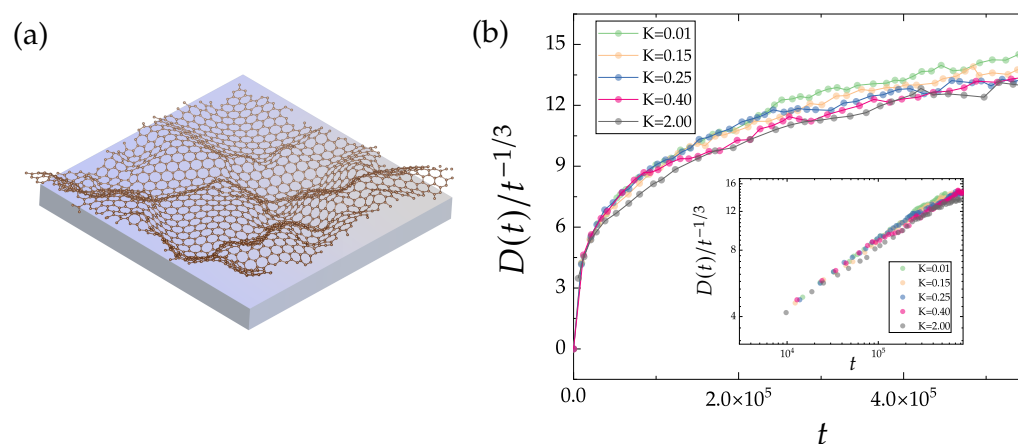 (a)
(b)
D(t)/t^{-1/3}
15
12
9
6
3
0
K=0.01
K=0.15
K=0.25
K=0.40
K=2.00
D(t)/t^{-1/3}
16
12
8
4
K=0.01
K=0.15
K=0.25
K=0.40
K=2.00
10^4
10^5
t
0.0
2.0×10^5
4.0×10^5
t